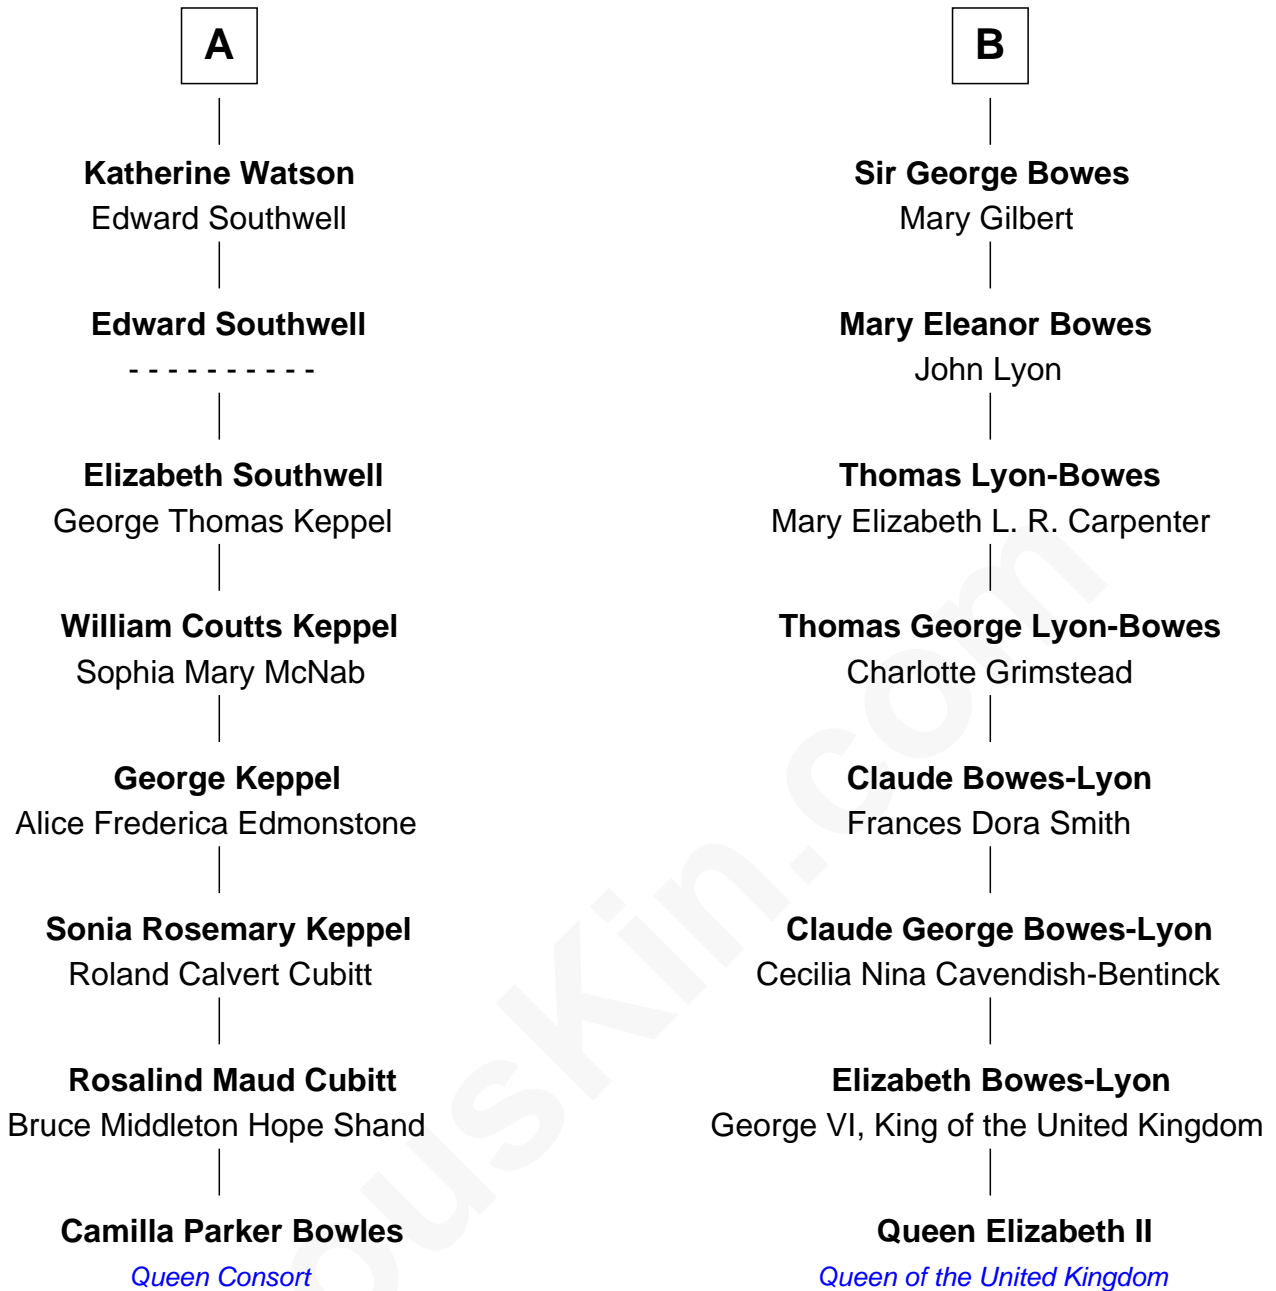 A
Katherine Watson
Edward Southwell
Edward Southwell
- - - - - - - - - -
Elizabeth Southwell
George Thomas Keppel
William Coutts Keppel
Sophia Mary McNab
George Keppel
Alice Frederica Edmonstone
Sonia Rosemary Keppel
Roland Calvert Cubitt
Rosalind Maud Cubitt
Bruce Middleton Hope Shand
Camilla Parker Bowles
Queen Consort
B
Sir George Bowes
Mary Gilbert
Mary Eleanor Bowes
John Lyon
Thomas Lyon-Bowes
Mary Elizabeth L. R. Carpenter
Thomas George Lyon-Bowes
Charlotte Grimstead
Claude Bowes-Lyon
Frances Dora Smith
Claude George Bowes-Lyon
Cecilia Nina Cavendish-Bentinck
Elizabeth Bowes-Lyon
George VI, King of the United Kingdom
Queen Elizabeth II
Queen of the United Kingdom
ousKin.com